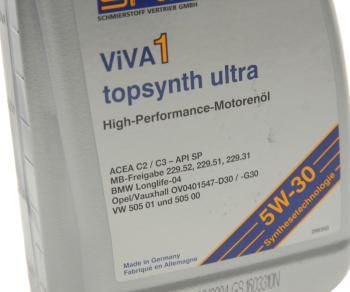 SCHMIERSTOFF VERTRIEB GMBH
ViVA1
topsynth ultra
High-Performance-Motorenöl
ACEA C2 / C3 – API SP
MB-Freigabe 229.52, 229.51, 229.31
BMW Longlife-04
Opel/Vauxhall OV0401547-D30 / -G30
VW 505 01 und 505 00
5W-30
Synthesetechnologie
Made in Germany
Fabriqué en Allemagne